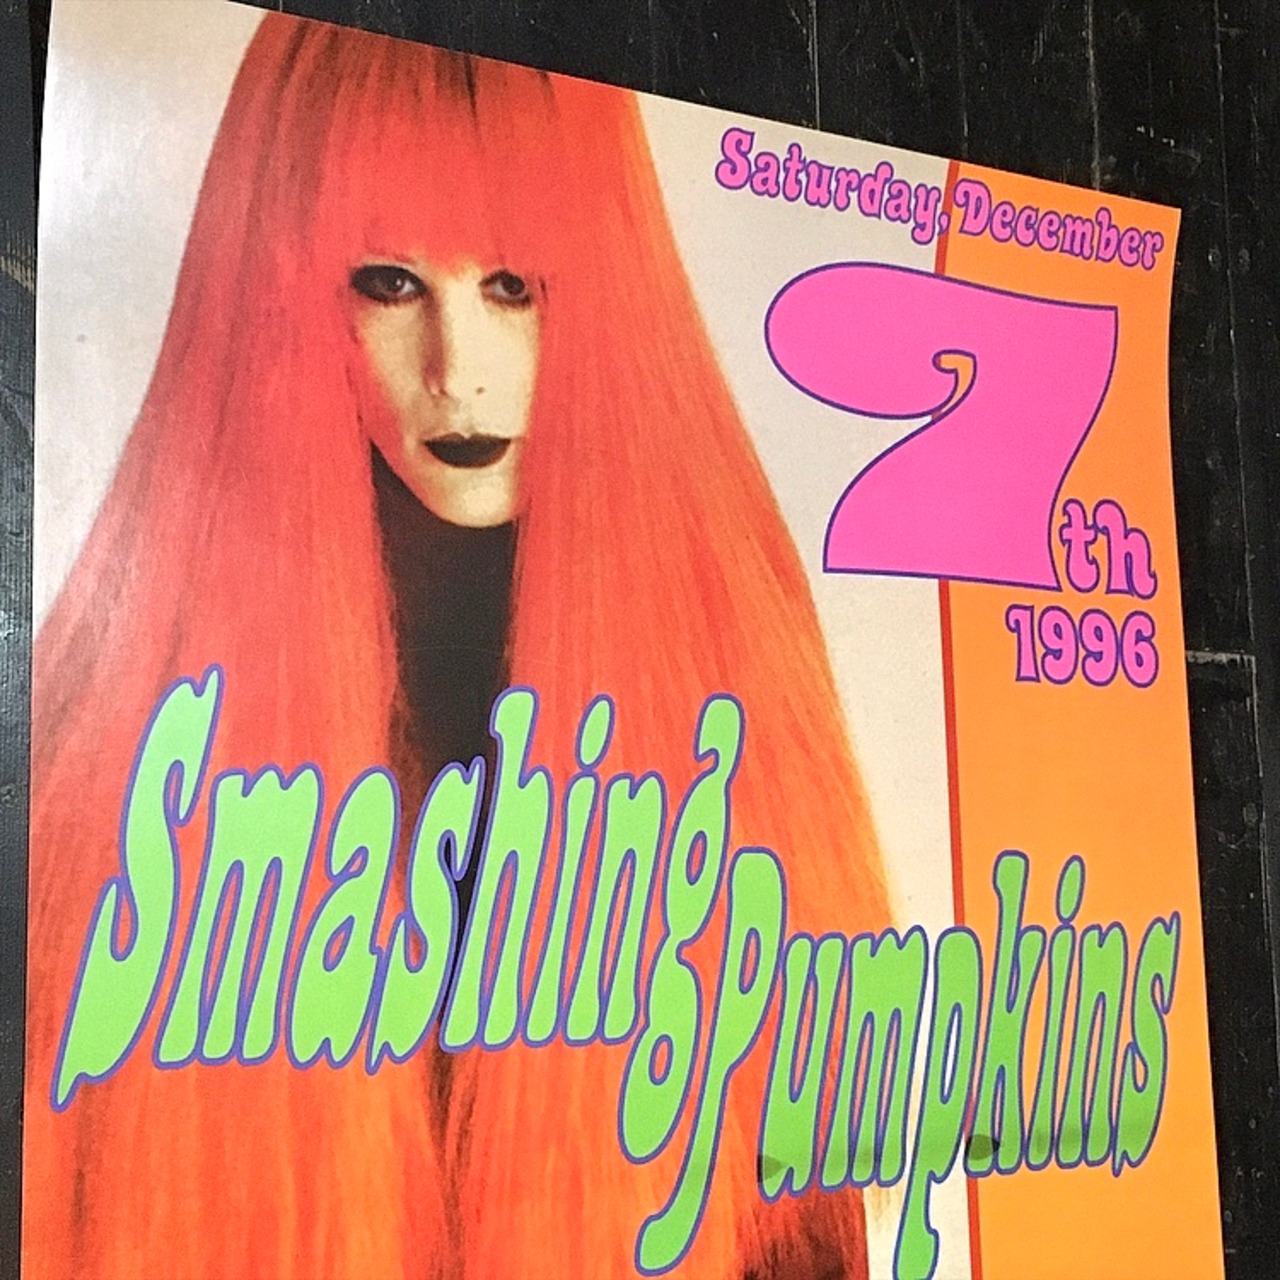 Saturday, December
7th
1996
Smashing
Pumpkins